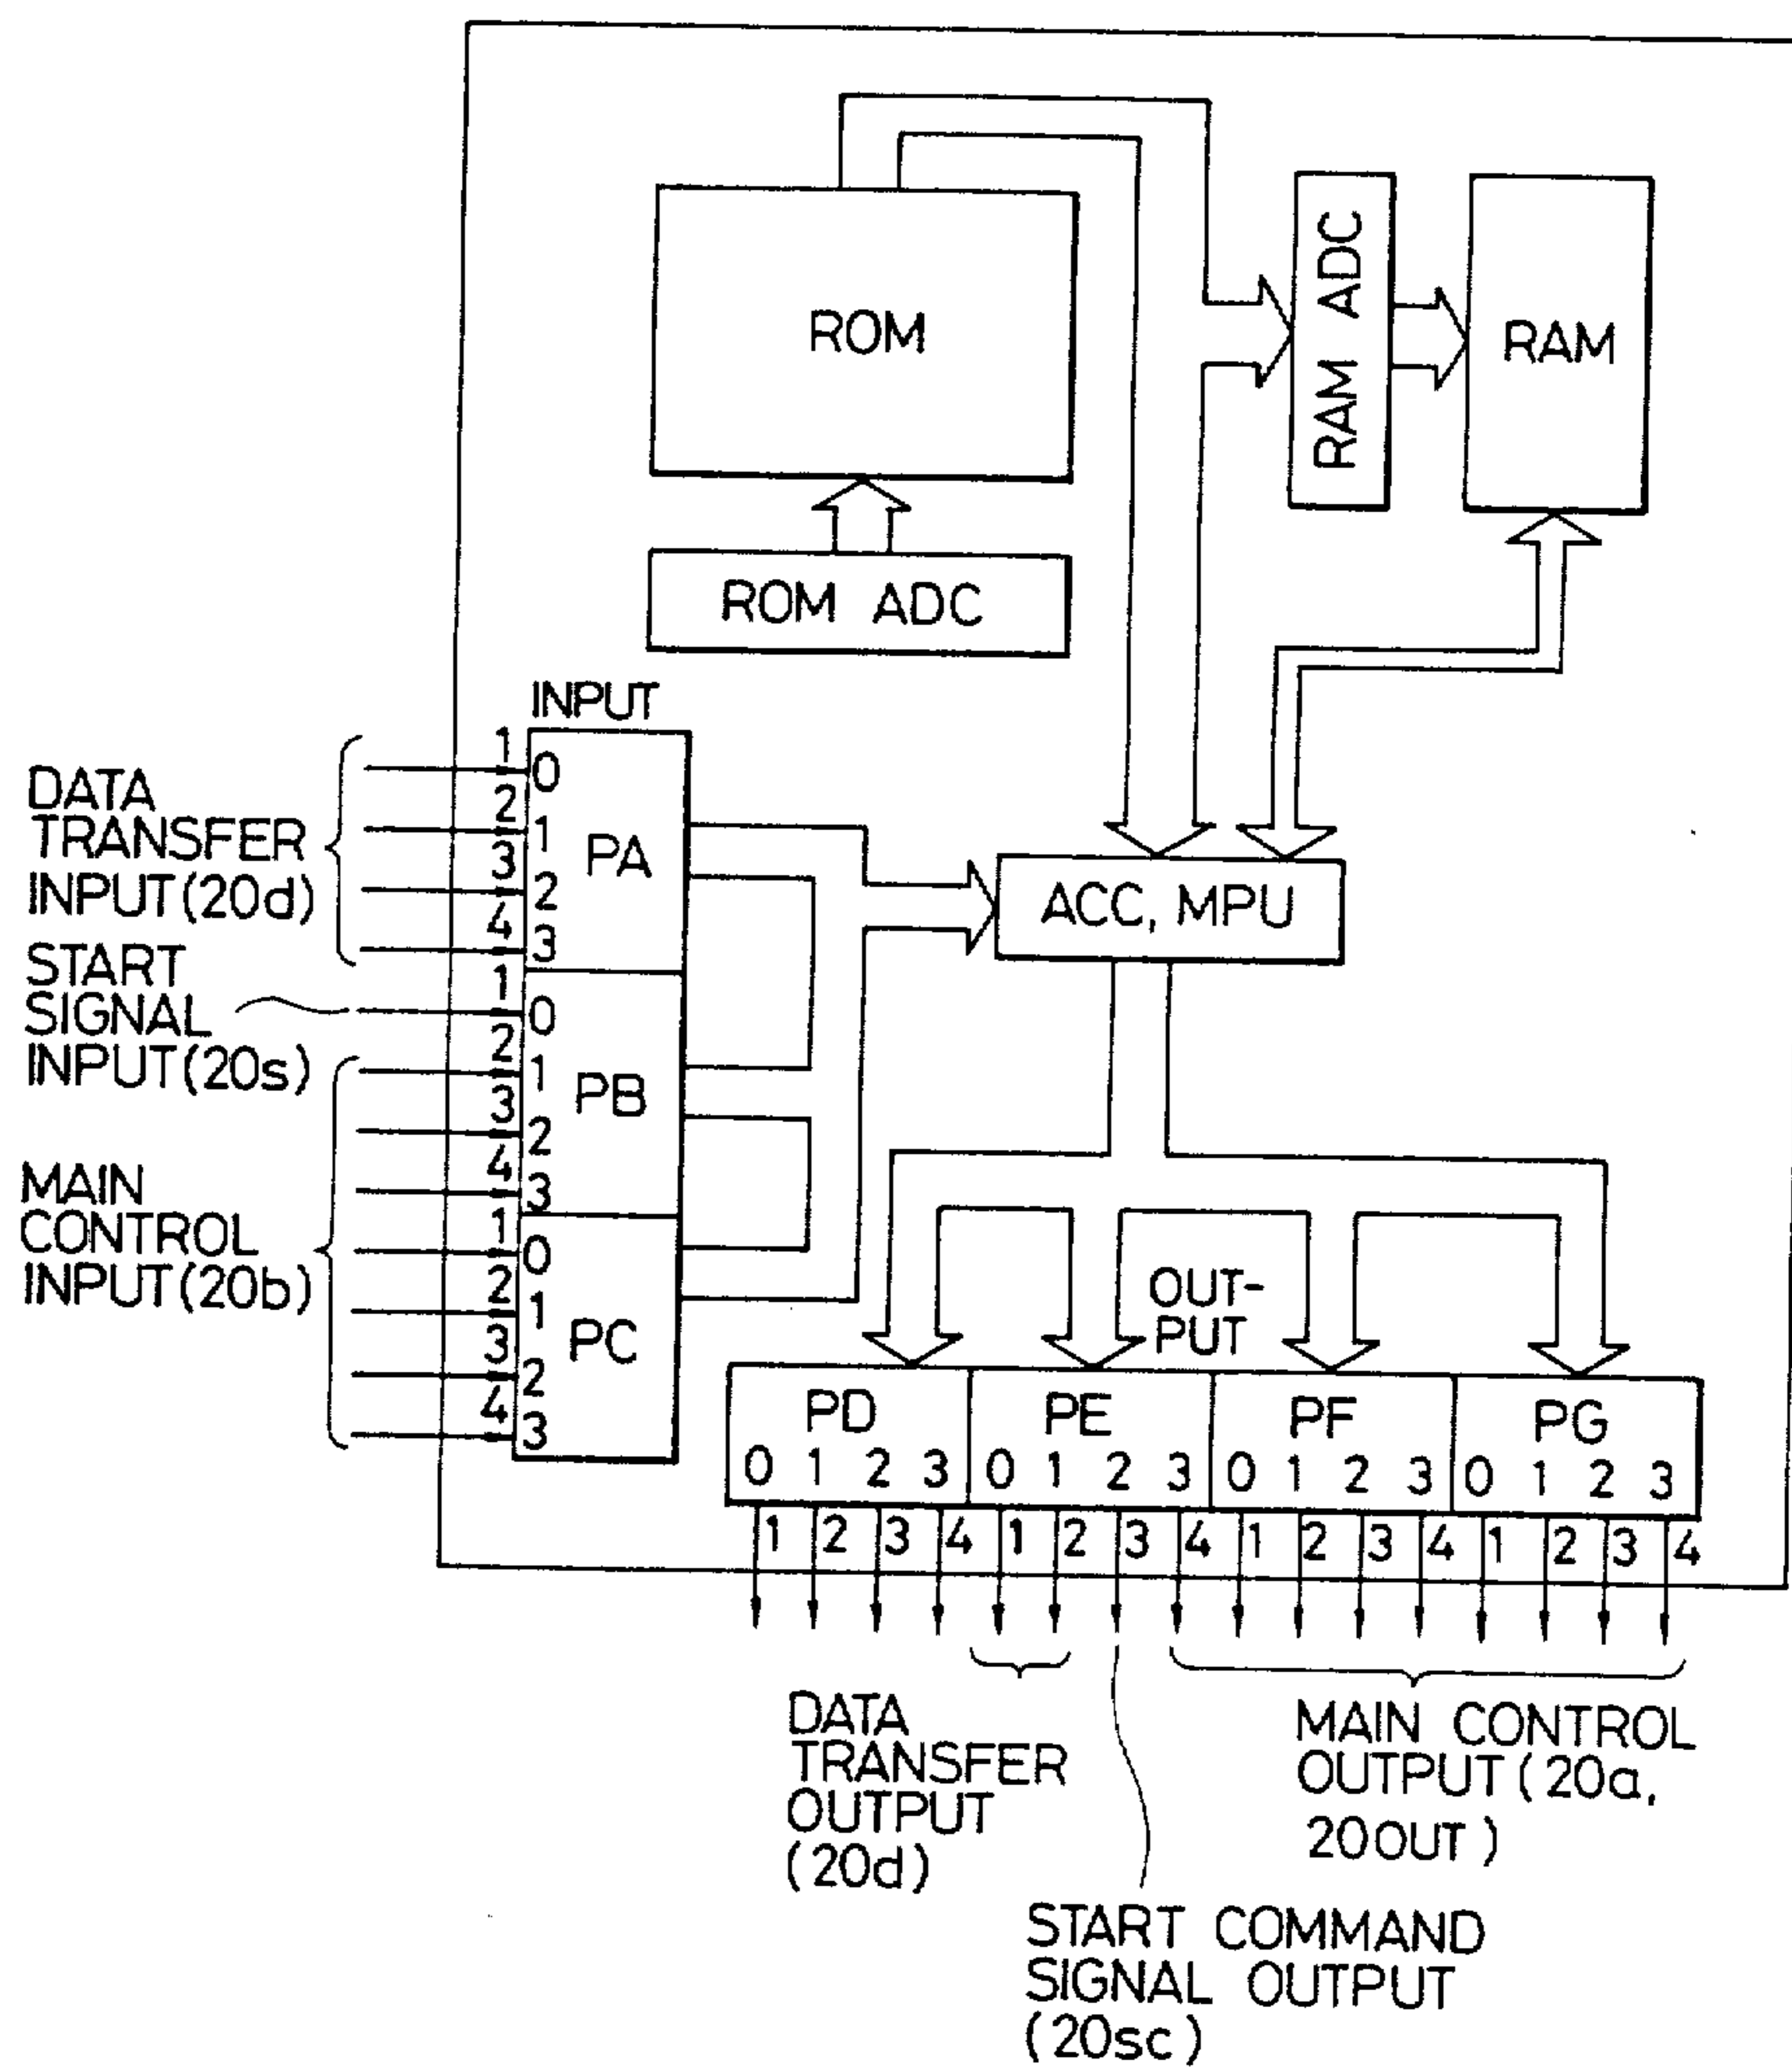 ROM
RAM ADC
RAM
ROM ADC
INPUT
DATA
TRANSFER
INPUT(20d)
START
SIGNAL
INPUT(20s)
MAIN
CONTROL
INPUT(20b)
1
0
2
1
3
2
4
3
PA
1
0
2
1
3
2
4
3
PB
1
0
2
1
3
2
4
3
PC
ACC, MPU
OUT-
PUT
PD PE PF PG
0 1 2 3 0 1 2 3 0 1 2 3 0 1 2 3
1 2 3 4 1 2 3 4 1 2 3 4 1 2 3 4
DATA
TRANSFER
OUTPUT
(20d)
MAIN CONTROL
OUTPUT(20a,
20OUT)
START COMMAND
SIGNAL OUTPUT
(20sc)